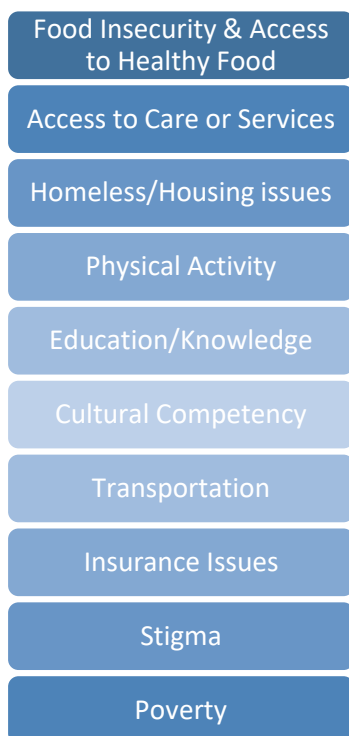 Food Insecurity & Access
to Healthy Food
Access to Care or Services
Homeless/Housing issues
Physical Activity
Education/Knowledge
Cultural Competency
Transportation
Insurance Issues
Stigma
Poverty